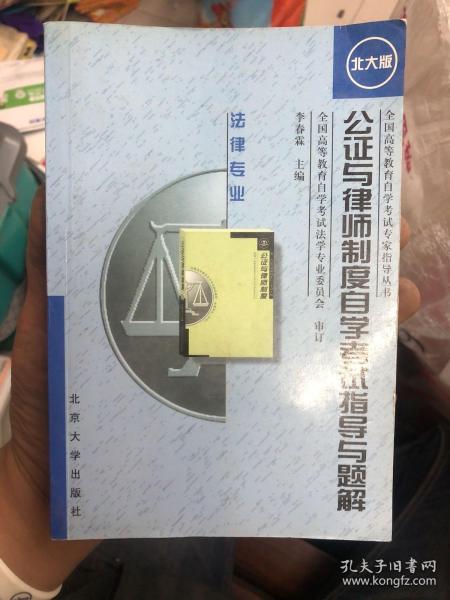 北大版
全国高等教育自学考试专家指导丛书
公证与律师制度自学考试指导与题解
全国高等教育自学考试法学专业委员会 审订
李春霖 主编
法律专业
公证与律师制度
北京大学出版社
孔夫子旧书网
www.kongfz.com